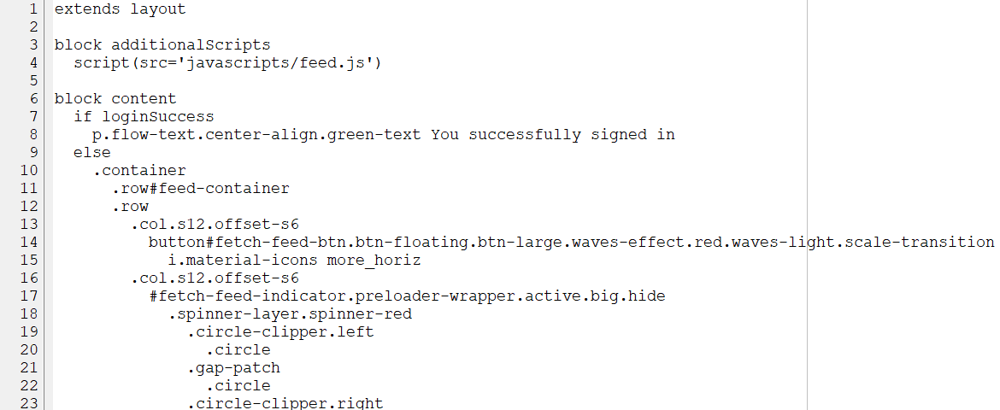 1 extends layout
2
3 block additionalScripts
4   script(src='javascripts/feed.js')
5
6 block content
7   if loginSuccess
8     p.flow-text.center-align.green-text You successfully signed in
9   else
10     .container
11       .row#feed-container
12       .row
13         .col.s12.offset-s6
14           button#fetch-feed-btn.btn-floating.btn-large.waves-effect.red.waves-light.scale-transition
15             i.material-icons more_horiz
16         .col.s12.offset-s6
17           #fetch-feed-indicator.preloader-wrapper.active.big.hide
18             .spinner-layer.spinner-red
19               .circle-clipper.left
20                 .circle
21               .gap-patch
22                 .circle
23               .circle-clipper.right